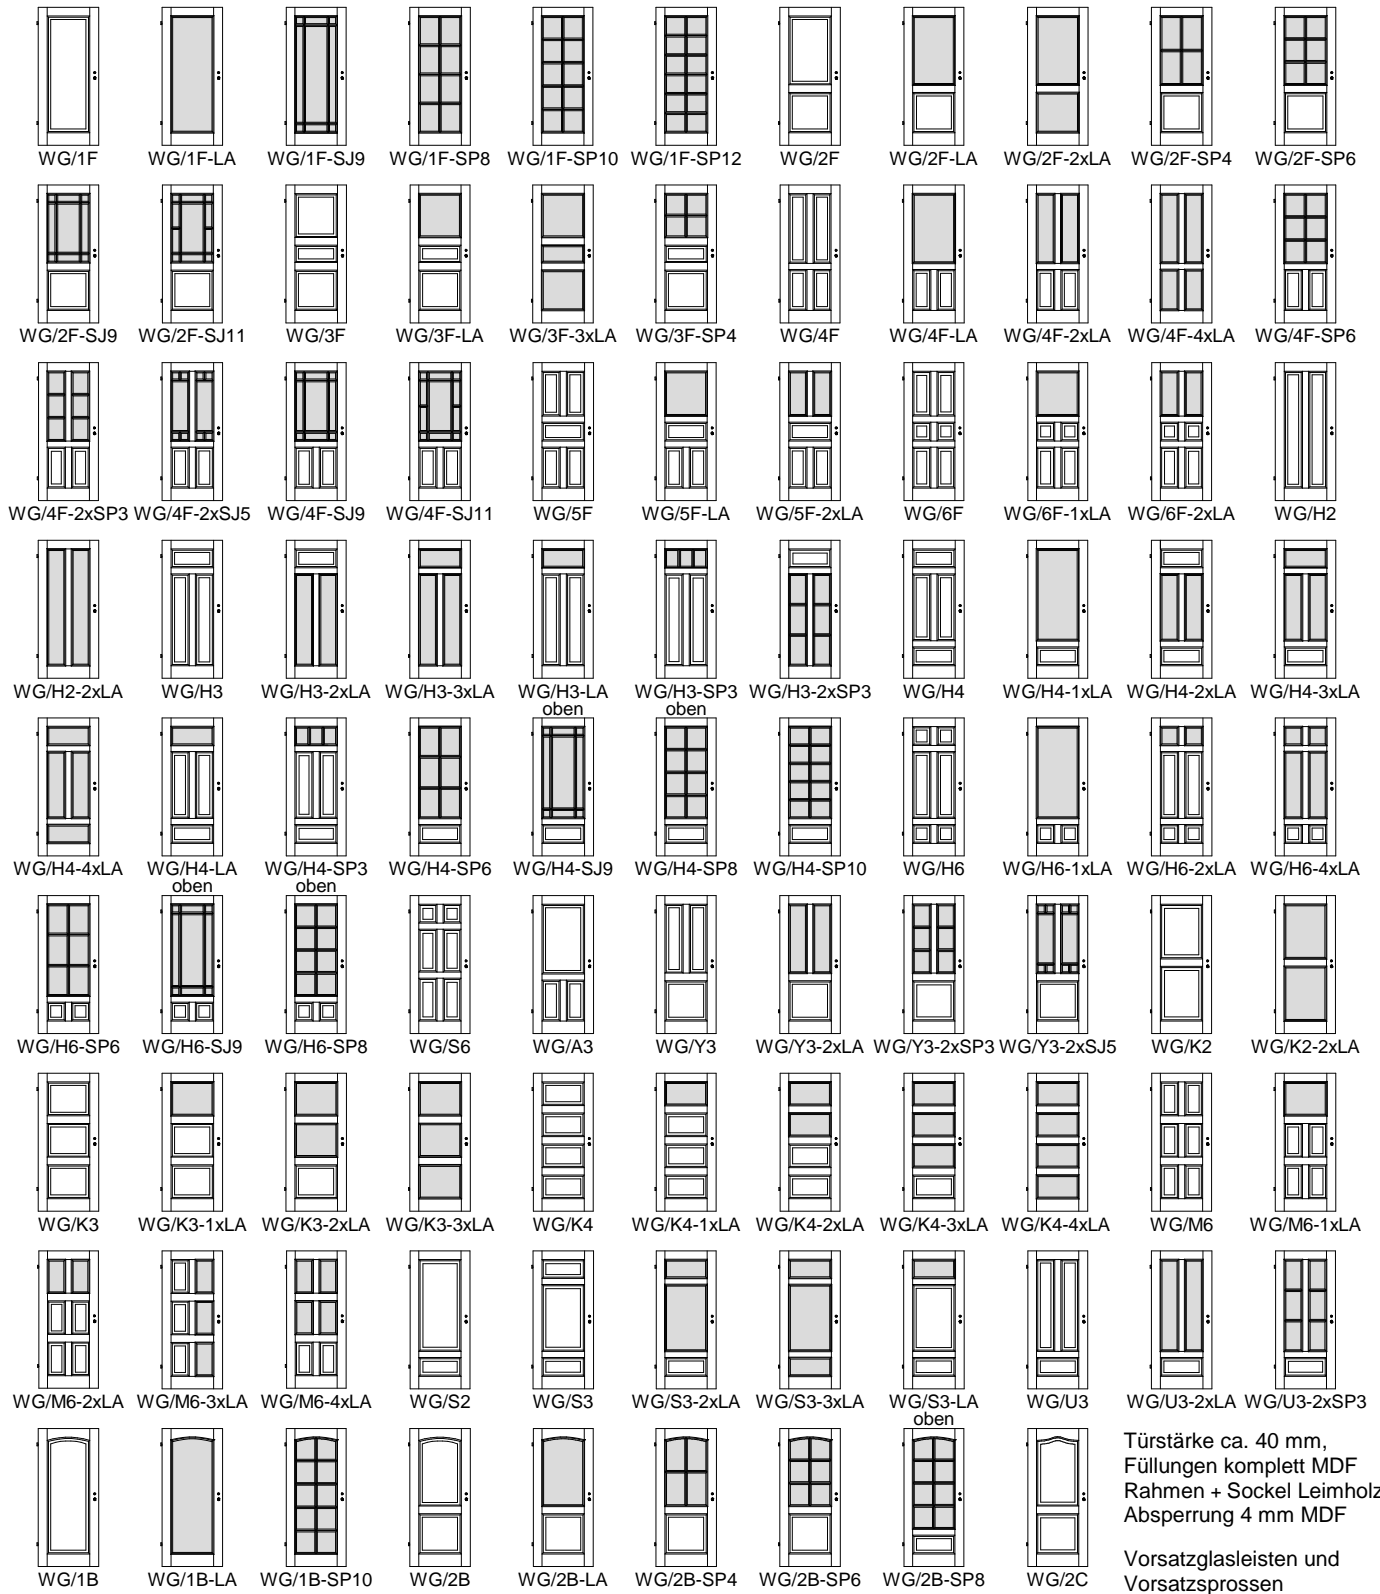 WG/1F WG/1F-LA WG/1F-SJ9 WG/1F-SP8 WG/1F-SP10 WG/1F-SP12 WG/2F WG/2F-LA WG/2F-2xLA WG/2F-SP4 WG/2F-SP6
WG/2F-SJ9 WG/2F-SJ11 WG/3F WG/3F-LA WG/3F-3xLA WG/3F-SP4 WG/4F WG/4F-LA WG/4F-2xLA WG/4F-4xLA WG/4F-SP6
WG/4F-2xSP3 WG/4F-2xSJ5 WG/4F-SJ9 WG/4F-SJ11 WG/5F WG/5F-LA WG/5F-2xLA WG/6F WG/6F-1xLA WG/6F-2xLA WG/H2
WG/H2-2xLA WG/H3 WG/H3-2xLA WG/H3-3xLA WG/H3-LA WG/H3-SP3 WG/H3-2xSP3 WG/H4 WG/H4-1xLA WG/H4-2xLA WG/H4-3xLA
oben oben
WG/H4-4xLA WG/H4-LA WG/H4-SP3 WG/H4-SP6 WG/H4-SJ9 WG/H4-SP8 WG/H4-SP10 WG/H6 WG/H6-1xLA WG/H6-2xLA WG/H6-4xLA
oben oben
WG/H6-SP6 WG/H6-SJ9 WG/H6-SP8 WG/S6 WG/A3 WG/Y3 WG/Y3-2xLA WG/Y3-2xSP3 WG/Y3-2xSJ5 WG/K2 WG/K2-2xLA
WG/K3 WG/K3-1xLA WG/K3-2xLA WG/K3-3xLA WG/K4 WG/K4-1xLA WG/K4-2xLA WG/K4-3xLA WG/K4-4xLA WG/M6 WG/M6-1xLA
WG/M6-2xLA WG/M6-3xLA WG/M6-4xLA WG/S2 WG/S3 WG/S3-2xLA WG/S3-3xLA WG/S3-LA WG/U3 WG/U3-2xLA WG/U3-2xSP3
oben
WG/1B WG/1B-LA WG/1B-SP10 WG/2B WG/2B-LA WG/2B-SP4 WG/2B-SP6 WG/2B-SP8 WG/2C
Türstärke ca. 40 mm,
Füllungen komplett MDF
Rahmen + Sockel Leimholz
Absperrung 4 mm MDF
Vorsatzglasleisten und
Vorsatzsprossen